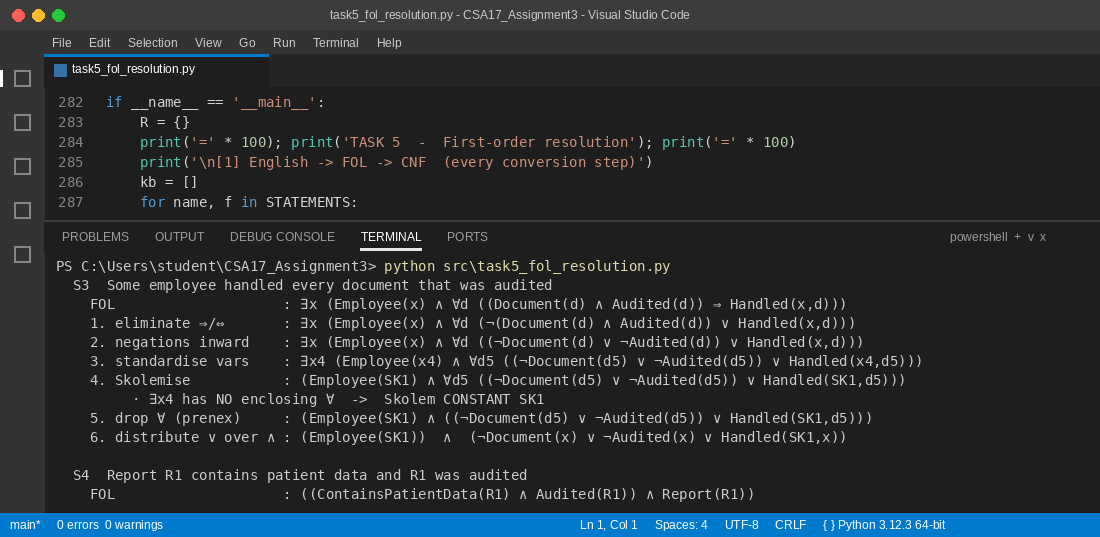 task5_fol_resolution.py - CSA17_Assignment3 - Visual Studio Code
File Edit Selection View Go Run Terminal Help
task5_fol_resolution.py
282 if __name__ == '__main__':
283     R = {}
284     print('=' * 100); print('TASK 5  -  First-order resolution'); print('=' * 100)
285     print('\n[1] English -> FOL -> CNF  (every conversion step)')
286     kb = []
287     for name, f in STATEMENTS:
PROBLEMS OUTPUT DEBUG CONSOLE TERMINAL PORTS powershell + v x
PS C:\Users\student\CSA17_Assignment3> python src\task5_fol_resolution.py
  S3  Some employee handled every document that was audited
    FOL                    : ∃x (Employee(x) ∧ ∀d ((Document(d) ∧ Audited(d)) ⇒ Handled(x,d)))
    1. eliminate ⇒/⇔       : ∃x (Employee(x) ∧ ∀d (¬(Document(d) ∧ Audited(d)) ∨ Handled(x,d)))
    2. negations inward    : ∃x (Employee(x) ∧ ∀d ((¬Document(d) ∨ ¬Audited(d)) ∨ Handled(x,d)))
    3. standardise vars    : ∃x4 (Employee(x4) ∧ ∀d5 ((¬Document(d5) ∨ ¬Audited(d5)) ∨ Handled(x4,d5)))
    4. Skolemise           : (Employee(SK1) ∧ ∀d5 ((¬Document(d5) ∨ ¬Audited(d5)) ∨ Handled(SK1,d5)))
         · ∃x4 has NO enclosing ∀  ->  Skolem CONSTANT SK1
    5. drop ∀ (prenex)     : (Employee(SK1) ∧ ((¬Document(d5) ∨ ¬Audited(d5)) ∨ Handled(SK1,d5)))
    6. distribute ∨ over ∧ : (Employee(SK1))  ∧  (¬Document(x) ∨ ¬Audited(x) ∨ Handled(SK1,x))
  S4  Report R1 contains patient data and R1 was audited
    FOL                    : ((ContainsPatientData(R1) ∧ Audited(R1)) ∧ Report(R1))
main* 0 errors 0 warnings Ln 1, Col 1 Spaces: 4 UTF-8 CRLF { } Python 3.12.3 64-bit